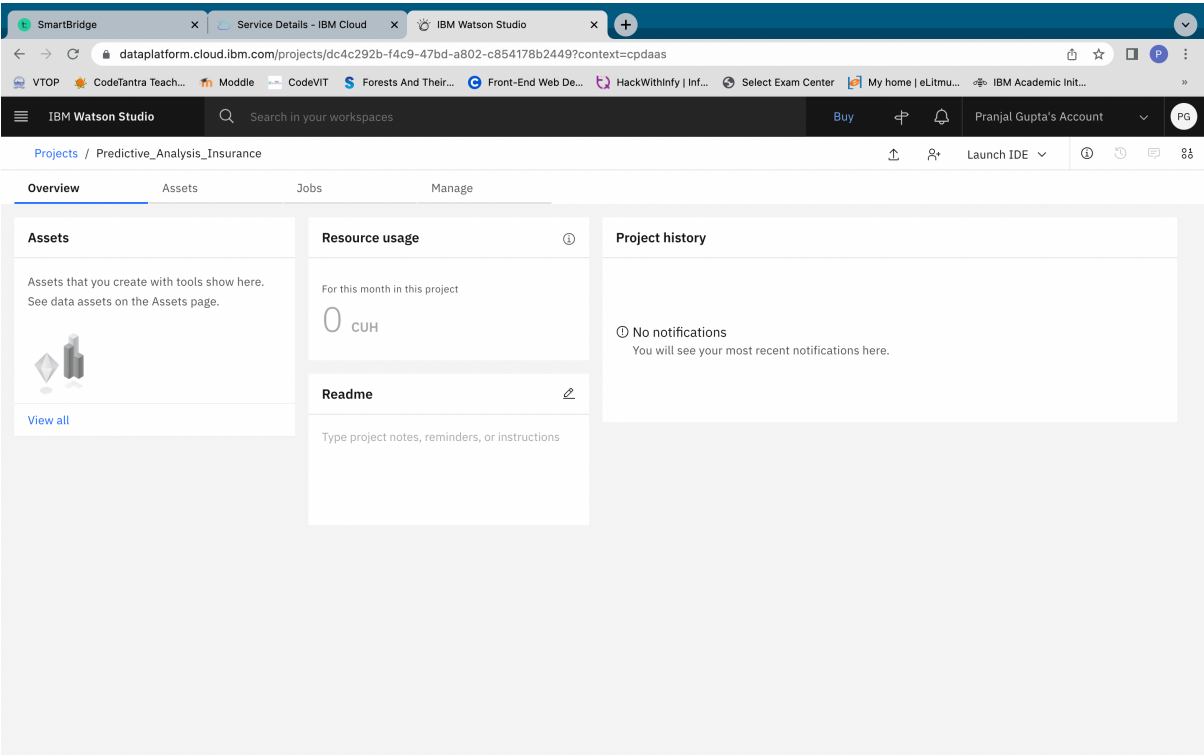 SmartBridge
Service Details - IBM Cloud
IBM Watson Studio
dataplatform.cloud.ibm.com/projects/dc4c292b-f4c9-47bd-a802-c854178b2449?context=cpdaas
P
VTOP
CodeTantra Teach...
Moddle
CodeVIT
Forests And Their...
Front-End Web De...
HackWithInfy | Inf...
Select Exam Center
My home | eLitmu...
IBM Academic Init...
»
IBM Watson Studio
Search in your workspaces
Buy
Pranjal Gupta's Account
PG
Projects / Predictive_Analysis_Insurance
Launch IDE
Overview
Assets
Jobs
Manage
Assets
Assets that you create with tools show here.
See data assets on the Assets page.
View all
Resource usage
For this month in this project
0 CUH
Readme
Type project notes, reminders, or instructions
Project history
No notifications
You will see your most recent notifications here.